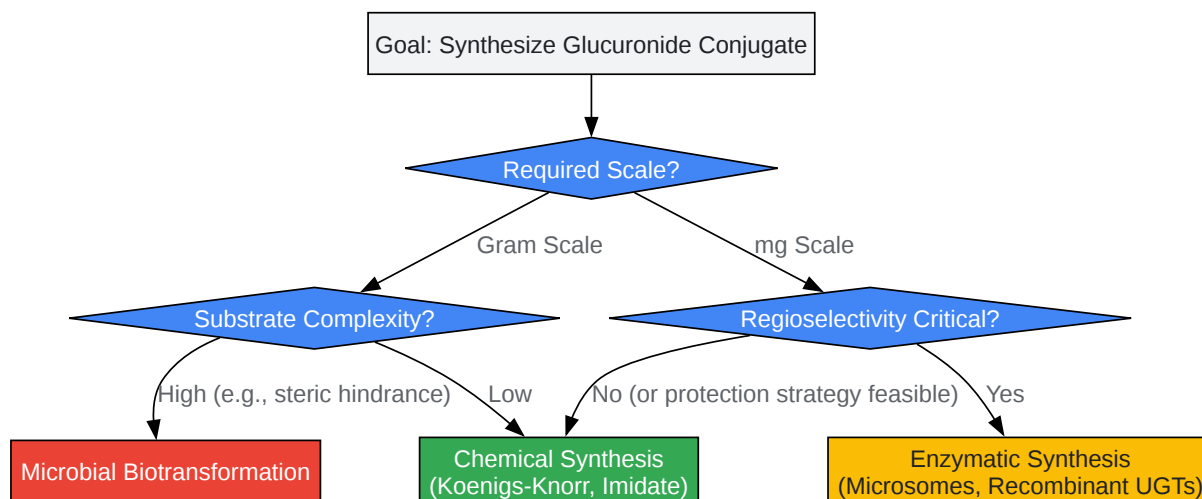 Goal: Synthesize Glucuronide Conjugate
Required Scale?
Gram Scale
mg Scale
Substrate Complexity?
Regioselectivity Critical?
High (e.g., steric hindrance)
Low
No (or protection strategy feasible)
Yes
Microbial Biotransformation
Chemical Synthesis
(Koenigs-Knorr, Imidate)
Enzymatic Synthesis
(Microsomes, Recombinant UGTs)